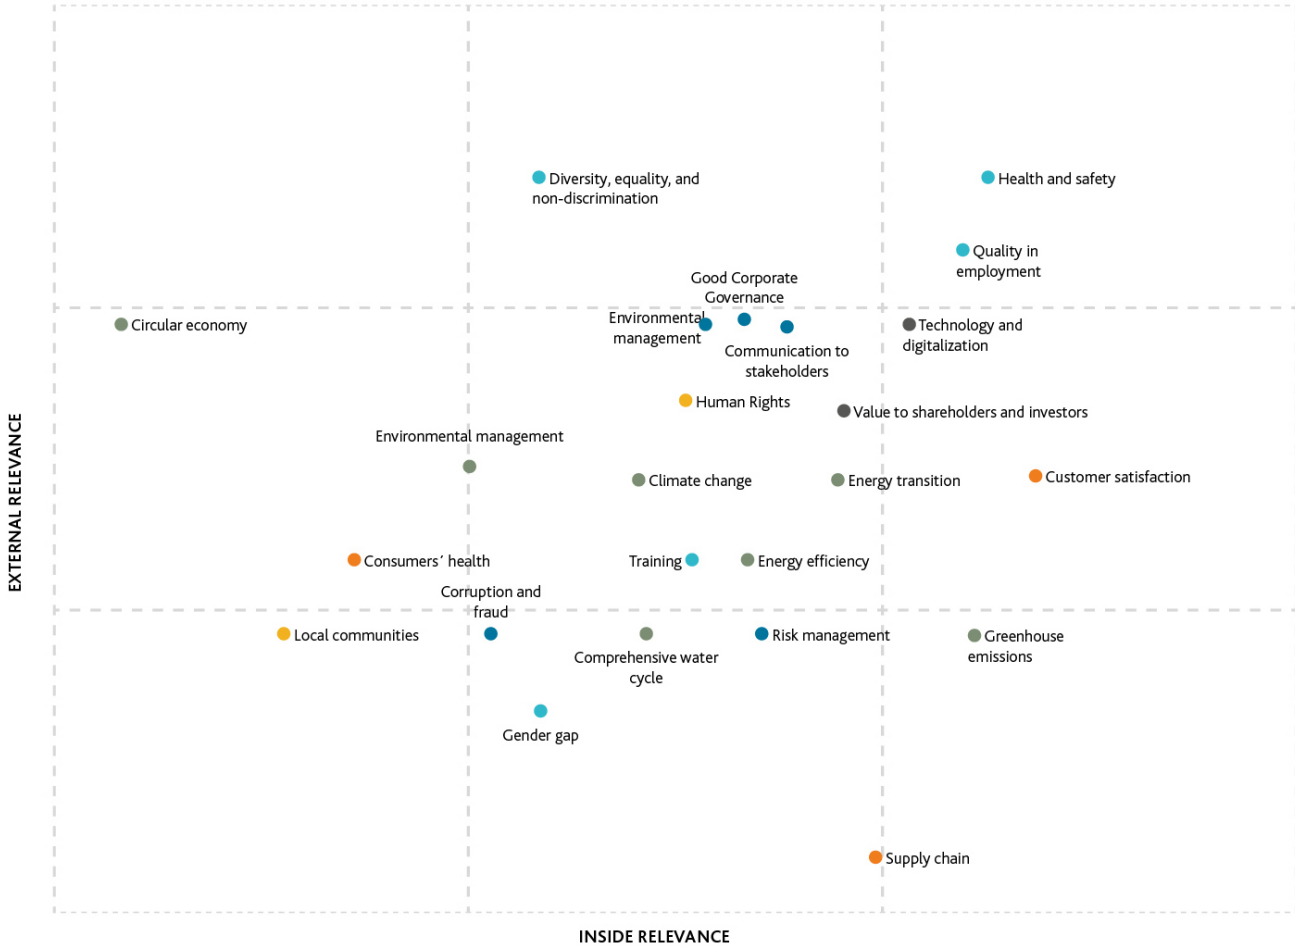 Diversity, equality, and
non-discrimination
Health and safety
Quality in
employment
Good Corporate
Governance
Circular economy
Environmental
management
Technology and
digitalization
Communication to
stakeholders
Human Rights
Value to shareholders and investors
Environmental management
Climate change
Energy transition
Customer satisfaction
Consumers´ health
Training
Energy efficiency
Corruption and
fraud
Local communities
Risk management
Greenhouse
emissions
Comprehensive water
cycle
Gender gap
Supply chain
EXTERNAL RELEVANCE
INSIDE RELEVANCE